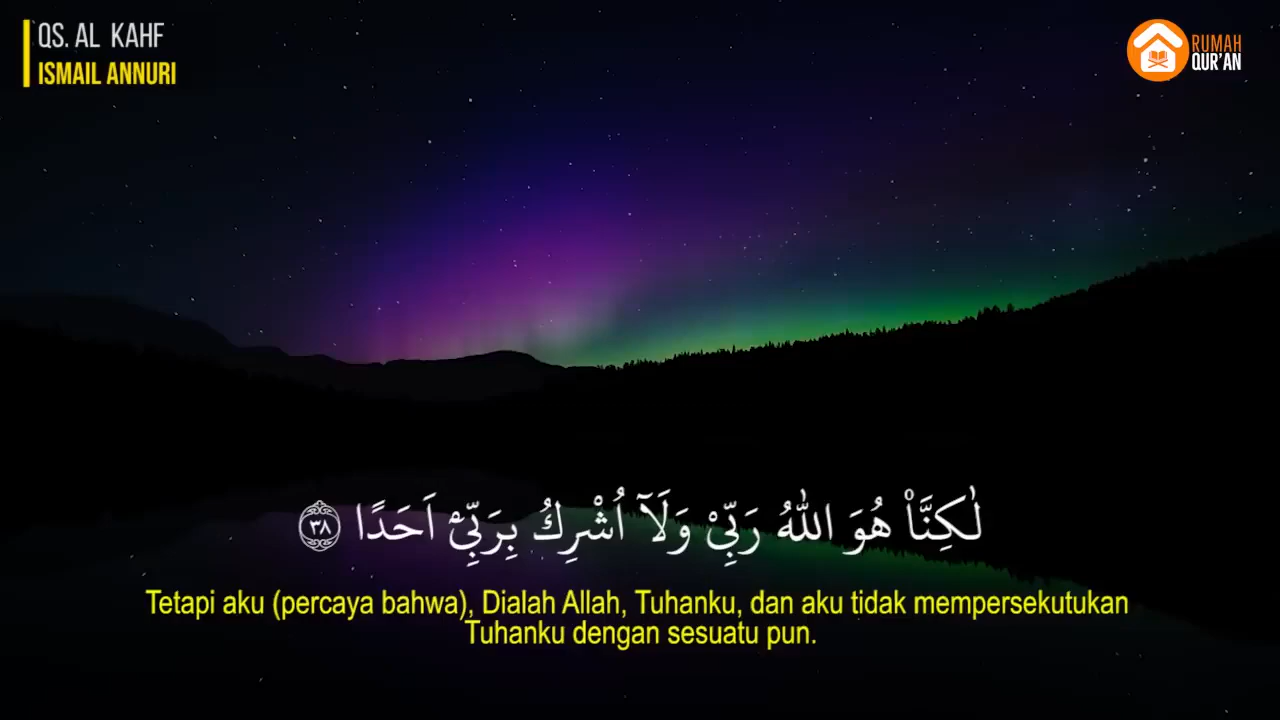 QS. AL KAHF
ISMAIL ANNURI
RUMAH
QUR'AN
لٰكِنَّا۠ هُوَ اللّٰهُ رَبِّيْ وَلَآ اُشْرِكُ بِرَبِّيْٓ اَحَدًا ٣٨
Tetapi aku (percaya bahwa), Dialah Allah, Tuhanku, dan aku tidak mempersekutukan
Tuhanku dengan sesuatu pun.